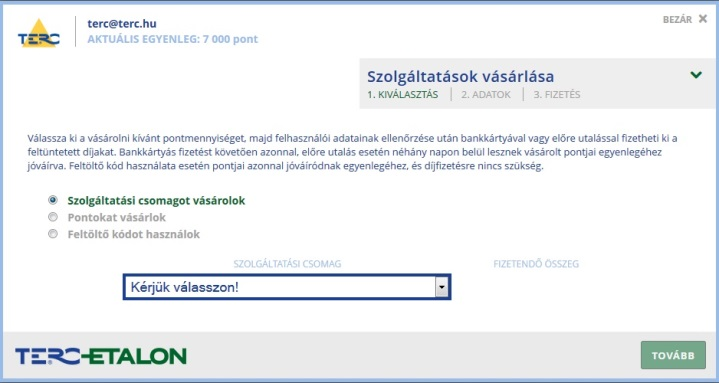 terc@terc.hu
BEZÁR ✕
TERC
AKTUÁLIS EGYENLEG: 7 000 pont
Szolgáltatások vásárlása
1. KIVÁLASZTÁS | 2. ADATOK | 3. FIZETÉS
Válassza ki a vásárolni kívánt pontmennyiséget, majd felhasználói adatainak ellenőrzése után bankkártyával vagy előre utalással fizetheti ki a
feltüntetett díjakat. Bankkártyás fizetést követően azonnal, előre utalás esetén néhány napon belül lesznek vásárolt pontjai egyenlegéhez
jóváírva. Feltöltő kód használata esetén pontjai azonnal jóváíródnak egyenlegéhez, és díjfizetésre nincs szükség.
Szolgáltatási csomagot vásárolok
Pontokat vásárlok
Feltöltő kódot használok
SZOLGÁLTATÁSI CSOMAG
FIZETENDŐ ÖSSZEG
Kérjük válasszon!
TERC-ETALON
TOVÁBB